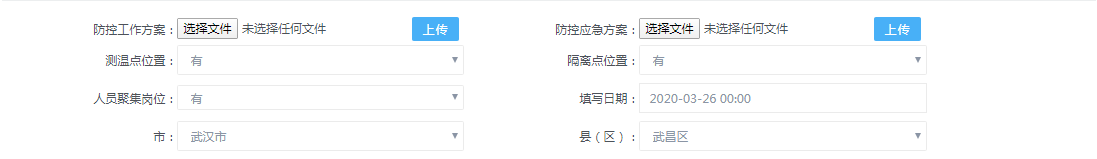 防控工作方案： 选择文件 未选择任何文件 上传 防控应急方案： 选择文件 未选择任何文件 上传
测温点位置： 有 隔离点位置： 有
人员聚集岗位： 有 填写日期： 2020-03-26 00:00
市： 武汉市 县（区）： 武昌区